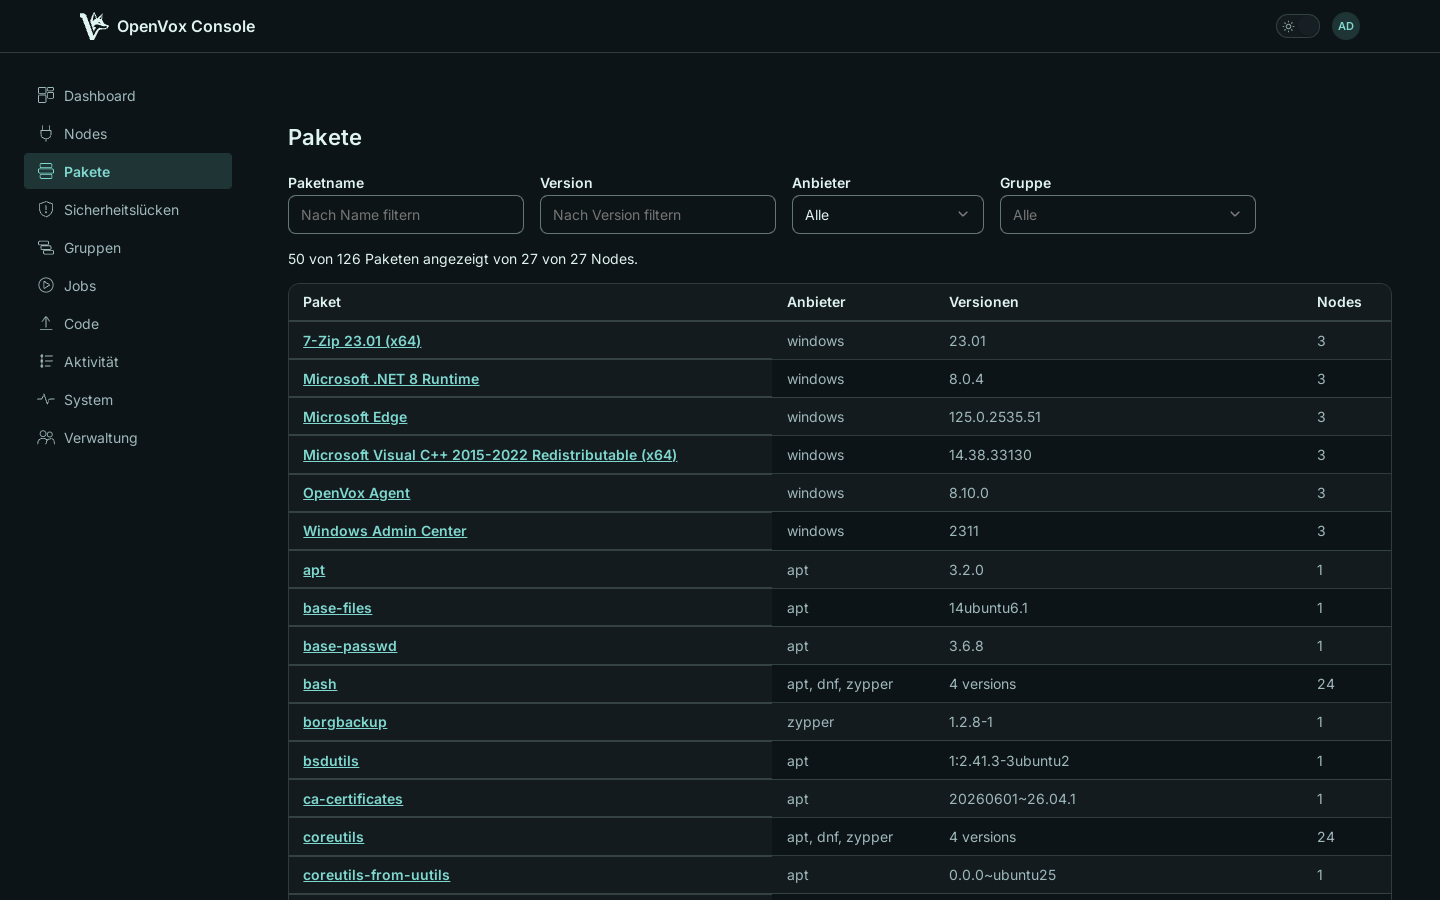 OpenVox Console
AD
Dashboard
Nodes
Pakete
Sicherheitslücken
Gruppen
Jobs
Code
Aktivität
System
Verwaltung
Pakete
Paketname Version Anbieter Gruppe
Nach Name filtern Nach Version filtern Alle Alle
50 von 126 Paketen angezeigt von 27 von 27 Nodes.
Paket Anbieter Versionen Nodes
7-Zip 23.01 (x64) windows 23.01 3
Microsoft .NET 8 Runtime windows 8.0.4 3
Microsoft Edge windows 125.0.2535.51 3
Microsoft Visual C++ 2015-2022 Redistributable (x64) windows 14.38.33130 3
OpenVox Agent windows 8.10.0 3
Windows Admin Center windows 2311 3
apt apt 3.2.0 1
base-files apt 14ubuntu6.1 1
base-passwd apt 3.6.8 1
bash apt, dnf, zypper 4 versions 24
borgbackup zypper 1.2.8-1 1
bsdutils apt 1:2.41.3-3ubuntu2 1
ca-certificates apt 20260601~26.04.1 1
coreutils apt, dnf, zypper 4 versions 24
coreutils-from-uutils apt 0.0.0~ubuntu25 1